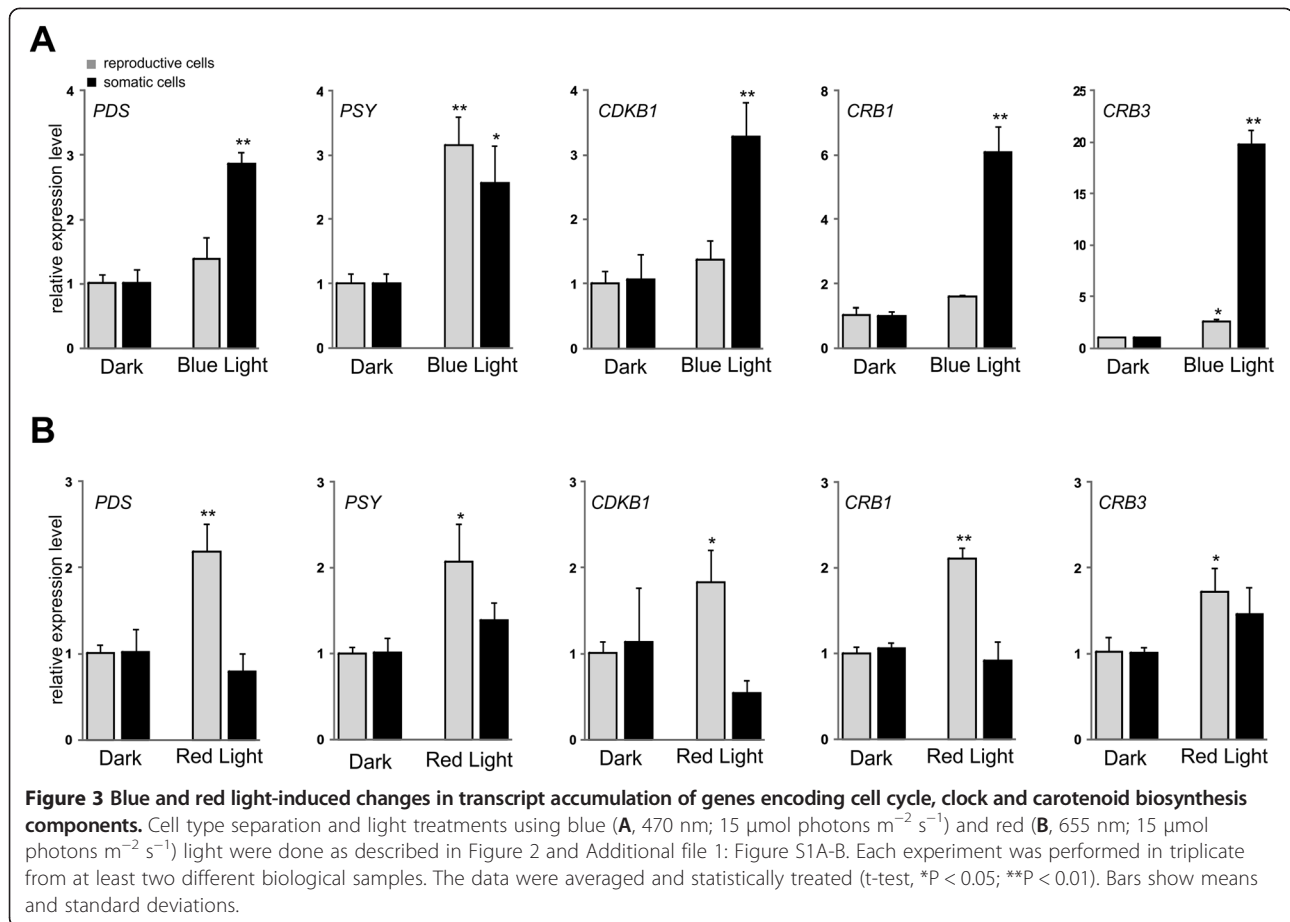 A
reproductive cells
somatic cells
relative expression level
4
3
2
1
0
PDS
**
Dark
Blue Light
4
3
2
1
0
PSY
**
*
Dark
Blue Light
4
3
2
1
0
CDKB1
**
Dark
Blue Light
8
6
4
2
0
CRB1
**
Dark
Blue Light
25
20
15
10
5
0
CRB3
*
**
Dark
Blue Light
B
relative expression level
3
2
1
0
PDS
**
Dark
Red Light
3
2
1
0
PSY
*
Dark
Red Light
3
2
1
0
CDKB1
*
Dark
Red Light
3
2
1
0
CRB1
**
Dark
Red Light
3
2
1
0
CRB3
*
Dark
Red Light
Figure 3 Blue and red light-induced changes in transcript accumulation of genes encoding cell cycle, clock and carotenoid biosynthesis
components. Cell type separation and light treatments using blue (A, 470 nm; 15 μmol photons m⁻² s⁻¹) and red (B, 655 nm; 15 μmol
photons m⁻² s⁻¹) light were done as described in Figure 2 and Additional file 1: Figure S1A-B. Each experiment was performed in triplicate
from at least two different biological samples. The data were averaged and statistically treated (t-test, *P < 0.05; **P < 0.01). Bars show means
and standard deviations.